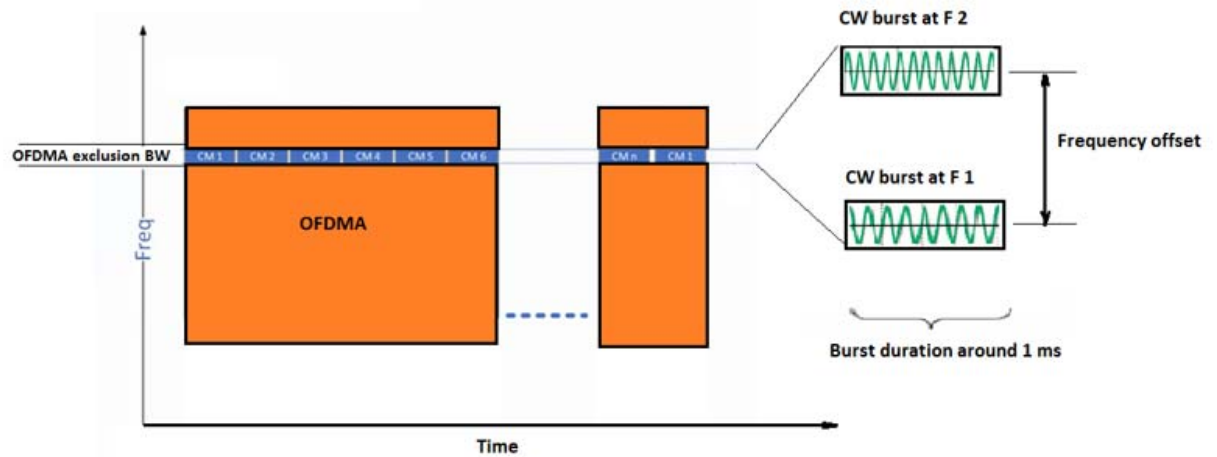 CW burst at F 2
Frequency offset
OFDMA exclusion BW
CM 1 CM 2 CM 3 CM 4 CM 5 CM 6 CM n CM 1
CW burst at F 1
OFDMA
Freq
Burst duration around 1 ms
Time